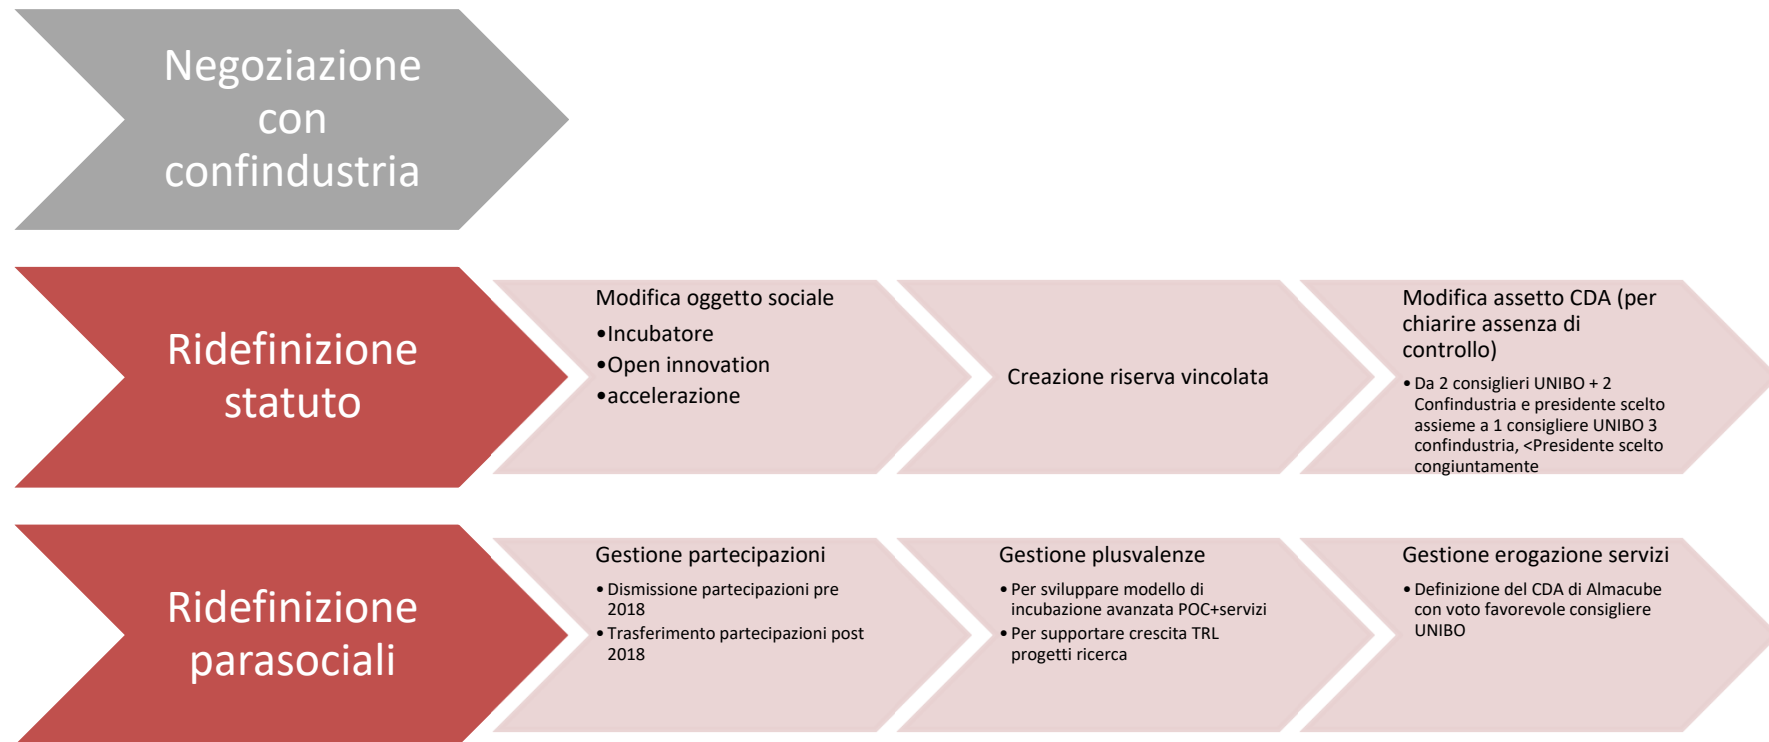 Negoziazione
con
confindustria
Ridefinizione
statuto
Modifica oggetto sociale
•Incubatore
•Open innovation
•accelerazione
Creazione riserva vincolata
Modifica assetto CDA (per
chiarire assenza di
controllo)
• Da 2 consiglieri UNIBO + 2
Confindustria e presidente scelto
assieme a 1 consigliere UNIBO 3
confindustria, <Presidente scelto
congiuntamente
Ridefinizione
parasociali
Gestione partecipazioni
• Dismissione partecipazioni pre
2018
• Trasferimento partecipazioni post
2018
Gestione plusvalenze
• Per sviluppare modello di
incubazione avanzata POC+servizi
• Per supportare crescita TRL
progetti ricerca
Gestione erogazione servizi
• Definizione del CDA di Almacube
con voto favorevole consigliere
UNIBO